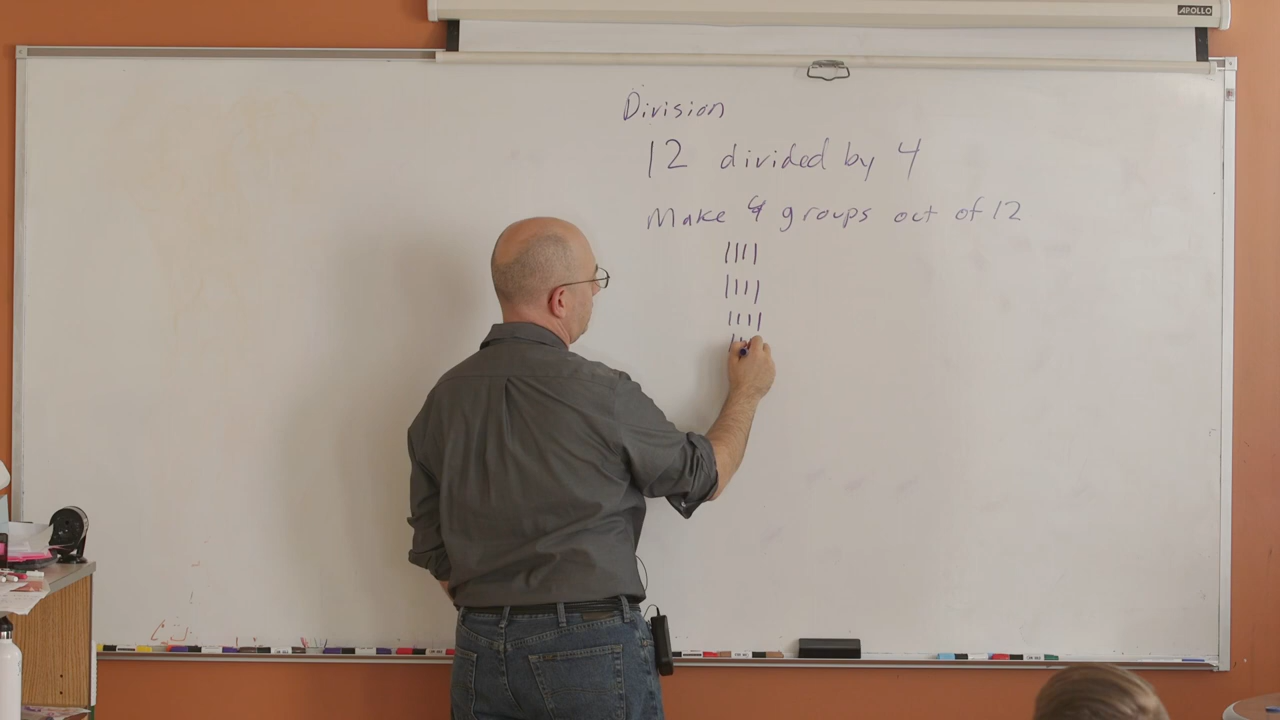 APOLLO
Division
12 divided by 4
Make 4 groups out of 12
||||
||||
||||